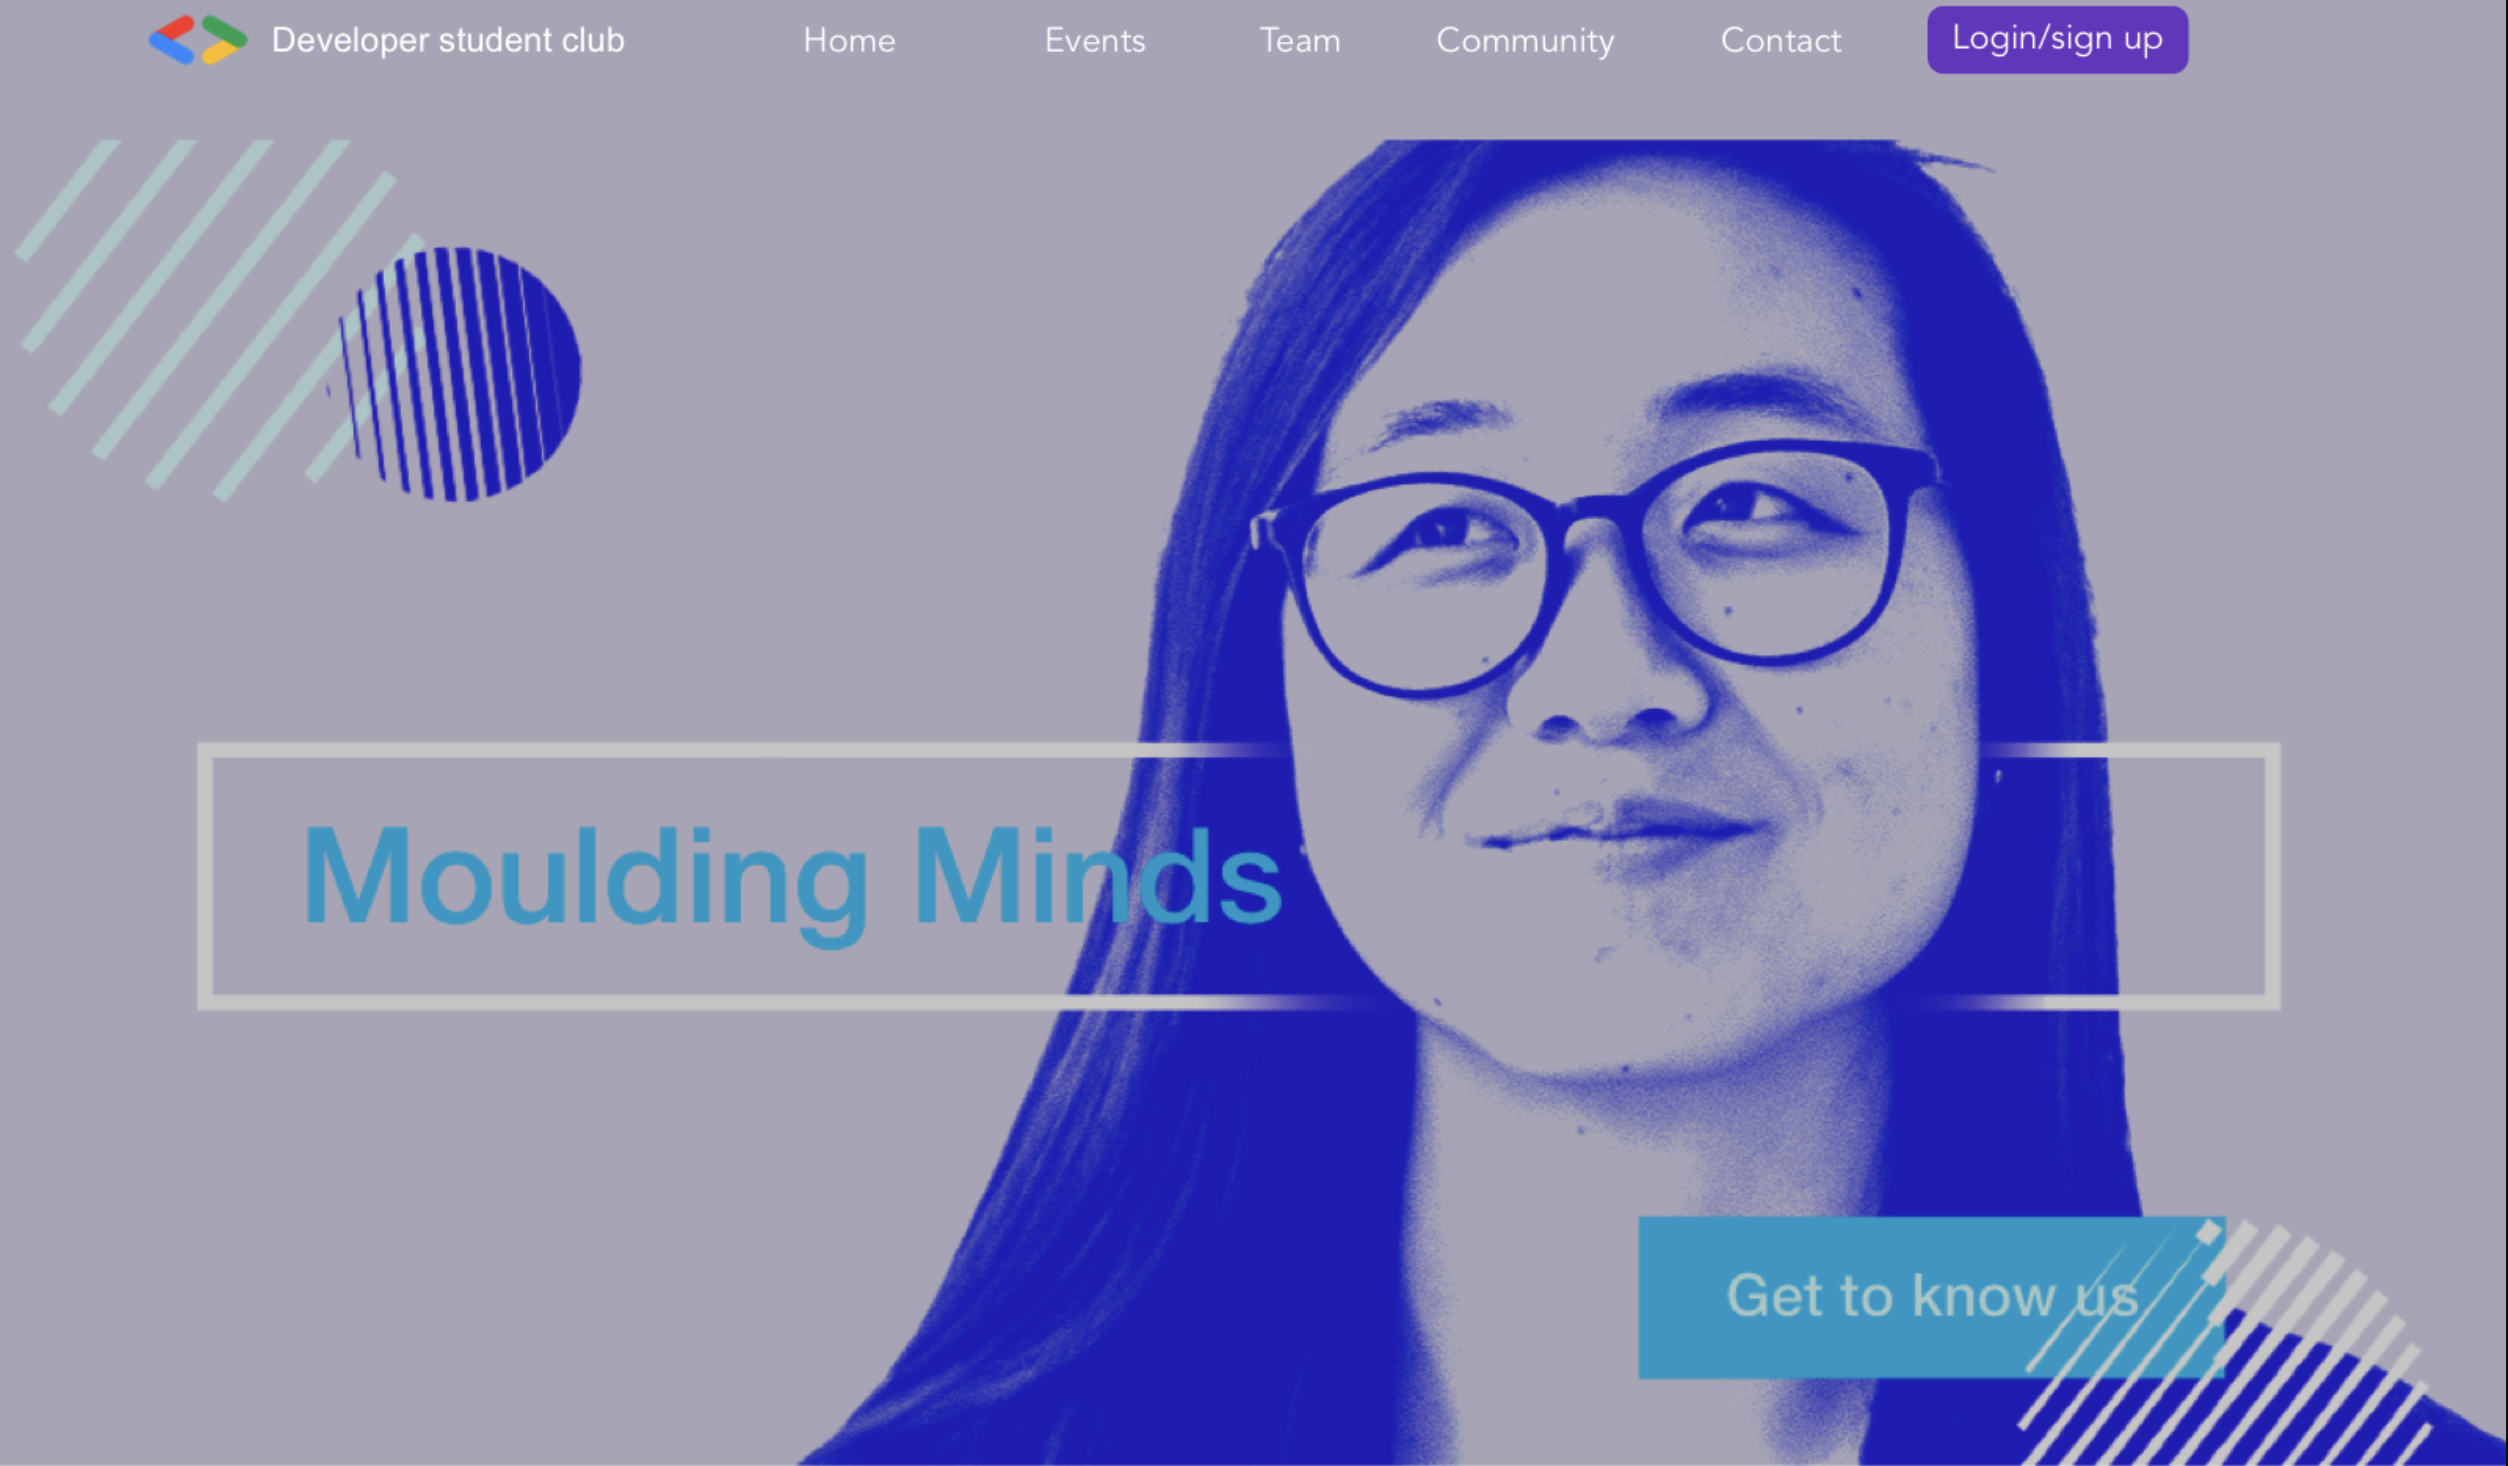 Developer student club
Home
Events
Team
Community
Contact
Login/sign up
Moulding Minds
Get to know us